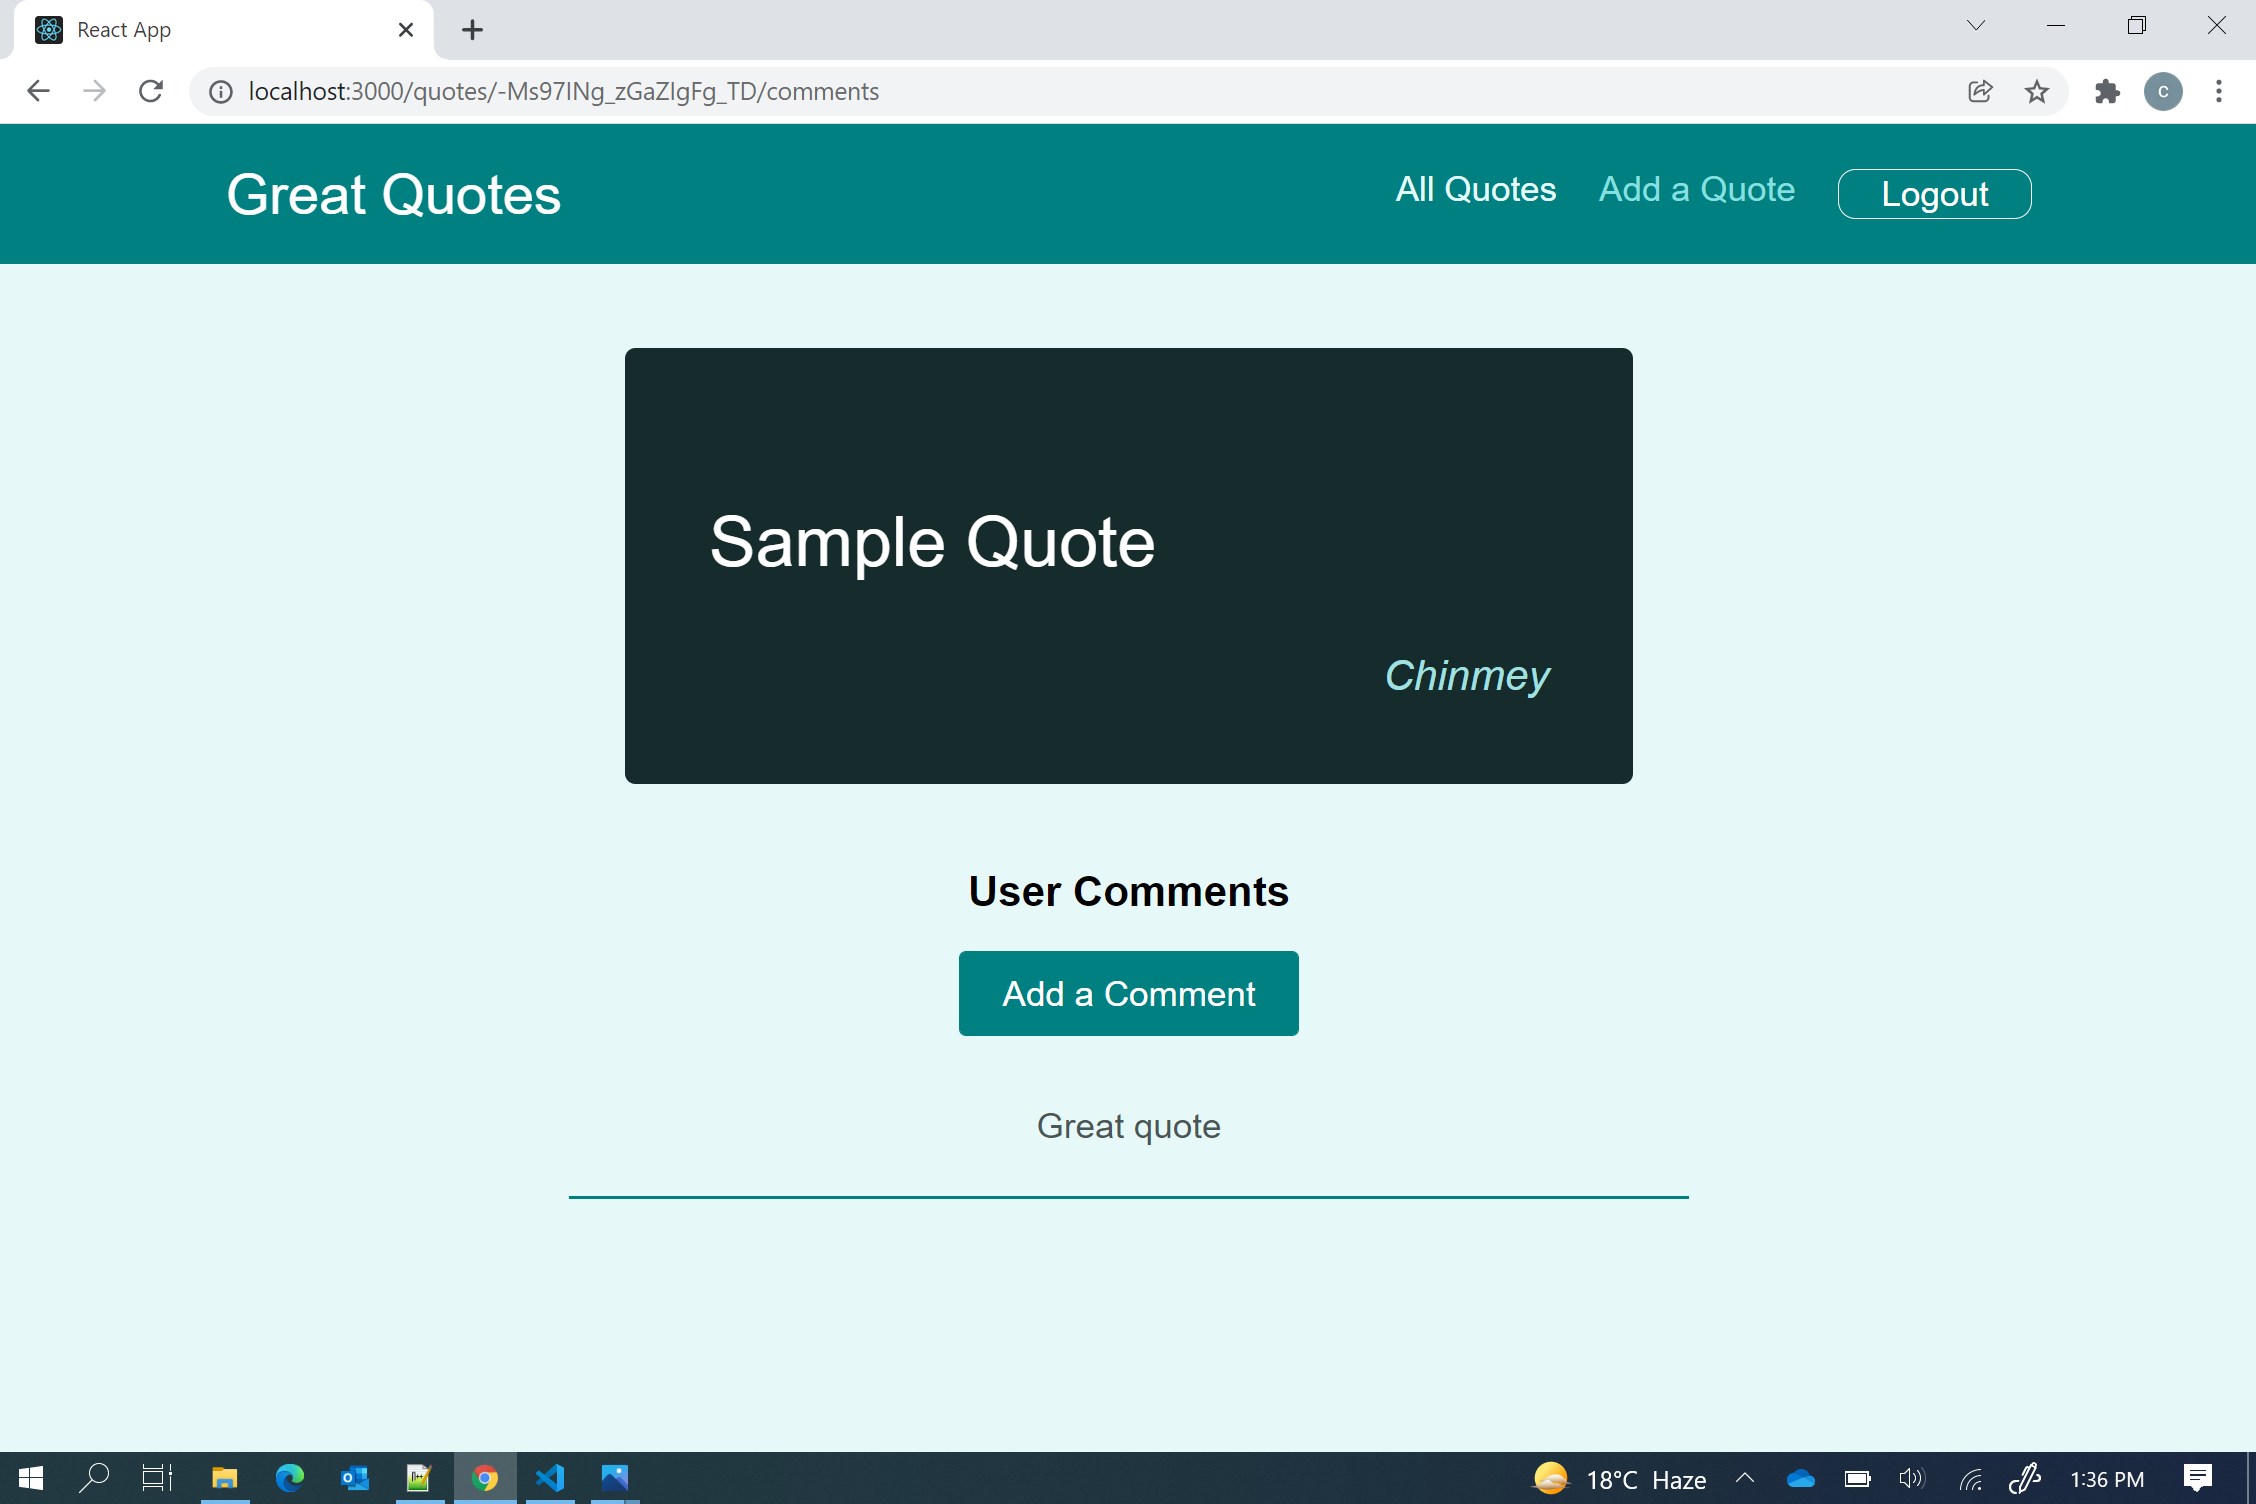 React App
localhost:3000/quotes/-Ms97INg_zGaZIgFg_TD/comments
c
Great Quotes
All Quotes
Add a Quote
Logout
Sample Quote
Chinmey
User Comments
Add a Comment
Great quote
18°C Haze
1:36 PM